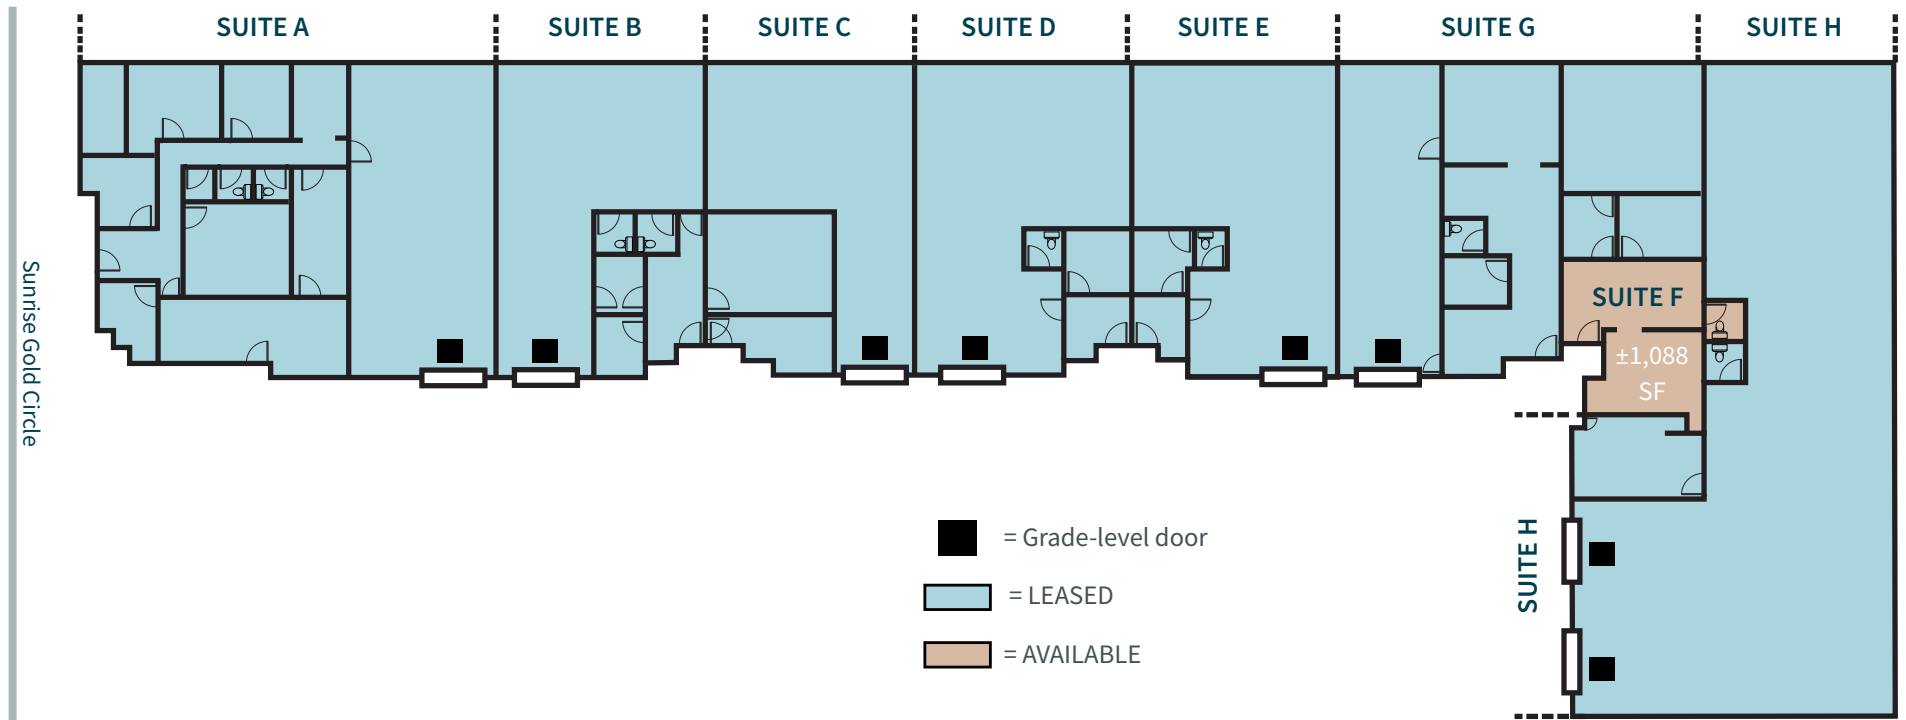 SUITE A
SUITE B
SUITE C
SUITE D
SUITE E
SUITE G
SUITE H
Sunrise Gold Circle
SUITE F
±1,088
SF
SUITE H
= Grade-level door
= LEASED
= AVAILABLE